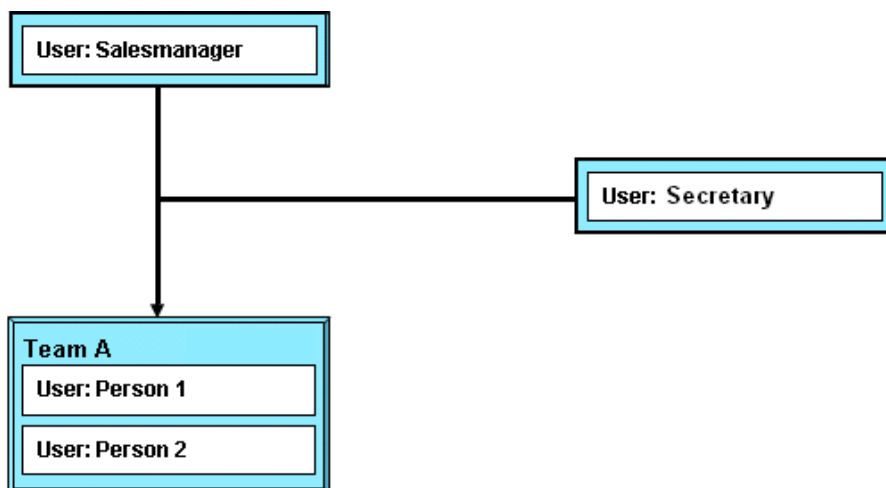 User: Salesmanager
User: Secretary
Team A
User: Person 1
User: Person 2